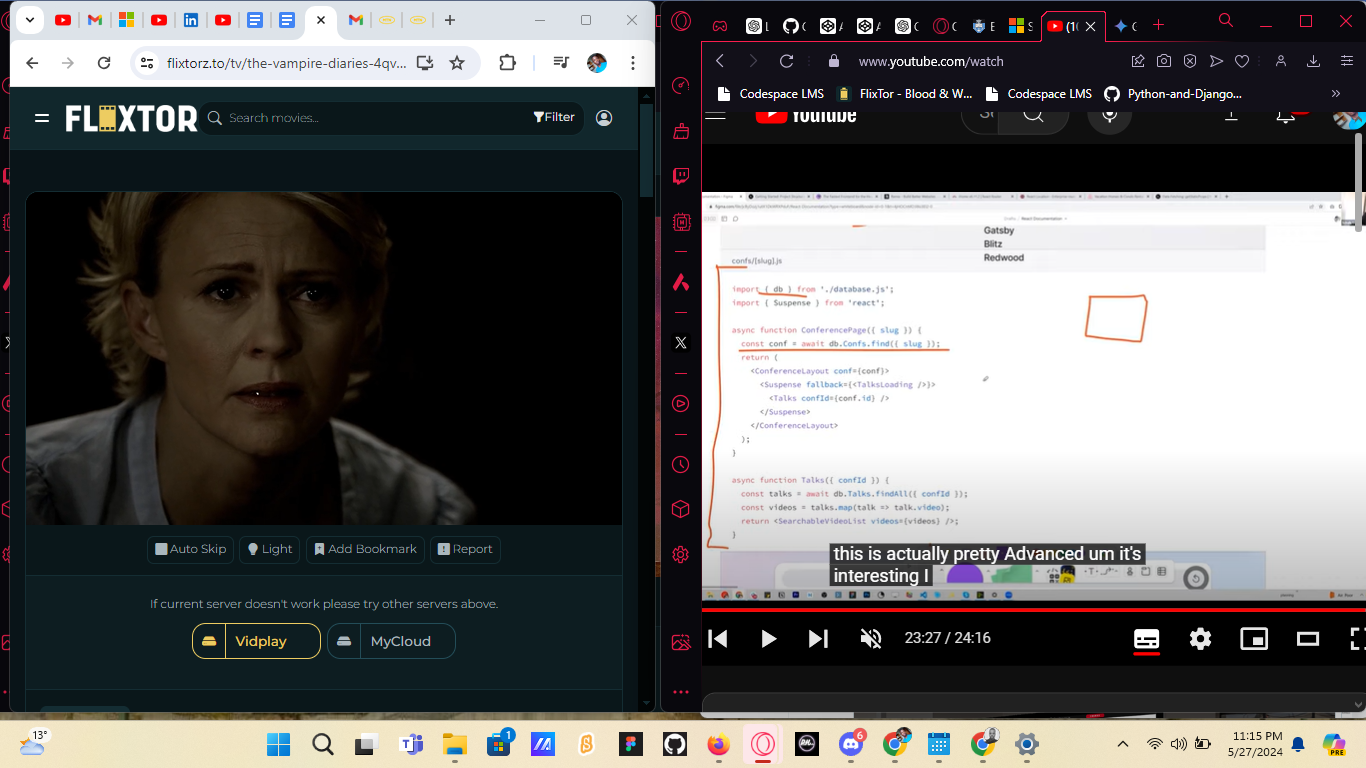 flixtorz.to/tv/the-vampire-diaries-4qv...
FLIXTOR
Search movies...
Filter
Auto Skip
Light
Add Bookmark
Report
If current server doesn't work please try other servers above.
Vidplay
MyCloud
www.youtube.com/watch
Codespace LMS
FlixTor - Blood & W...
Codespace LMS
Python-and-Django...
YouTube
Gatsby
Blitz
Redwood
confs/[slug].js
import { db } from './database.js';
import { Suspense } from 'react';
async function ConferencePage({ slug }) {
const conf = await db.Confs.find({ slug });
return (
<ConferenceLayout conf={conf}>
<Suspense fallback={<TalksLoading />}>
<Talks confId={conf.id} />
</Suspense>
</ConferenceLayout>
);
}
async function Talks({ confId }) {
const talks = await db.Talks.findAll({ confId });
const videos = talks.map(talk => talk.video);
return <SearchableVideoList videos={videos} />;
}
this is actually pretty Advanced um it's
interesting I
23:27 / 24:16
13°
1
6
PRE
11:15 PM
5/27/2024